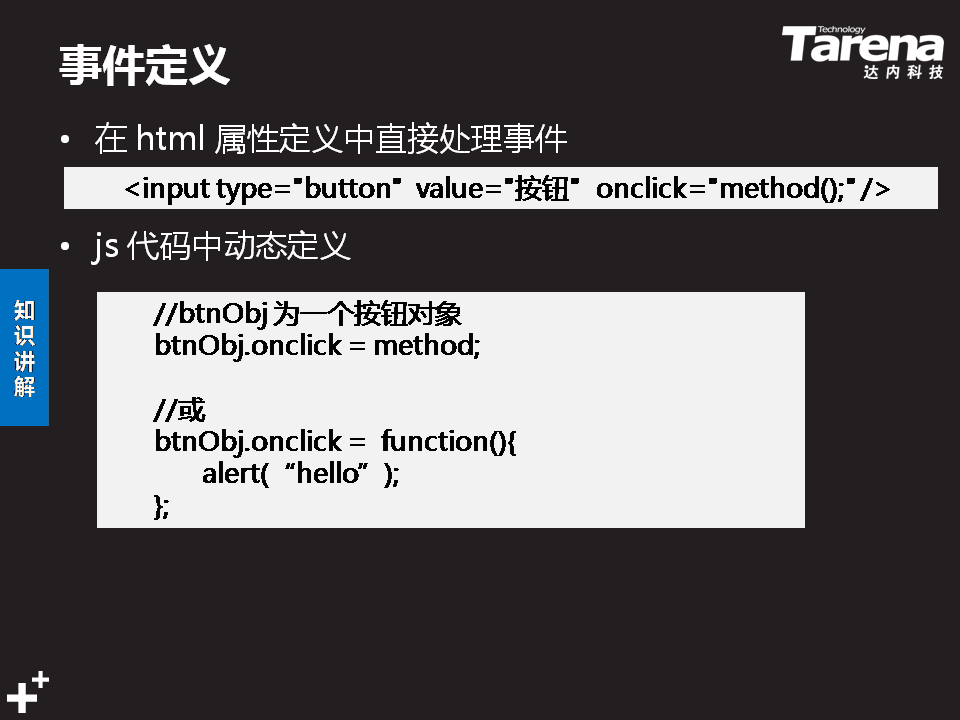 事件定义
Technology
Tarena
达内科技
• 在 html 属性定义中直接处理事件
<input type="button" value="按钮" onclick="method();" />
• js 代码中动态定义
知识讲解
//btnObj 为一个按钮对象
btnObj.onclick = method;
//或
btnObj.onclick = function(){
alert( “hello” );
};